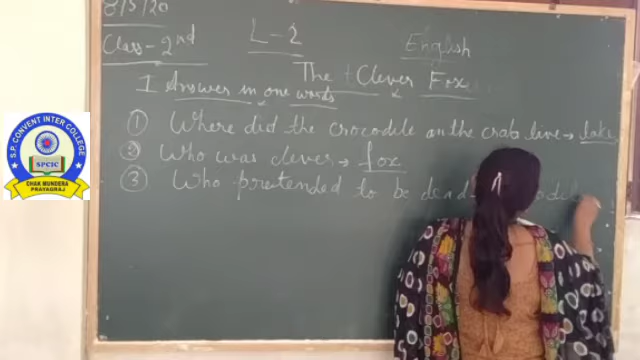 8/5/20
Class - 2nd
L-2
English
The Clever Fox
I Answer in one words
① Where did the crocodile an the crab live → lake
② Who was clever → fox
③ Who pretended to be dead
S.P. CONVENT INTER COLLEGE
SPCIC
CHAK MUNDERA
PRAYAGRAJ